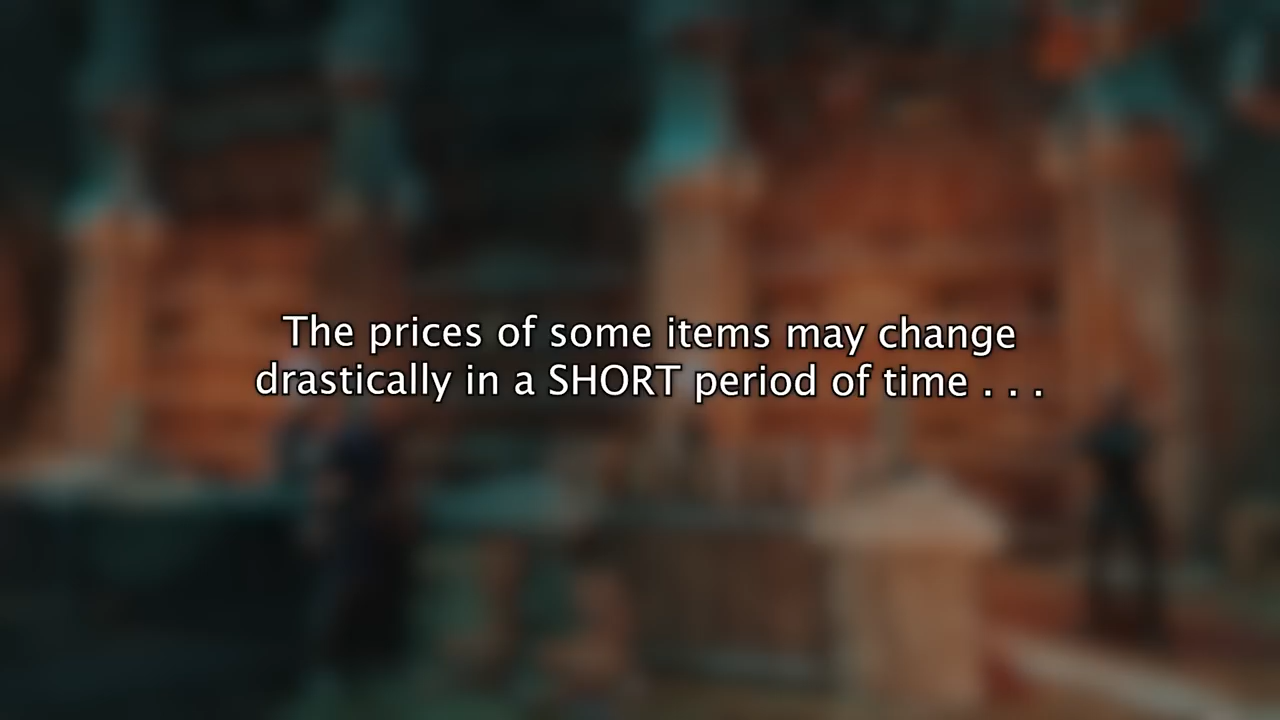 The prices of some items may change
drastically in a SHORT period of time . . .